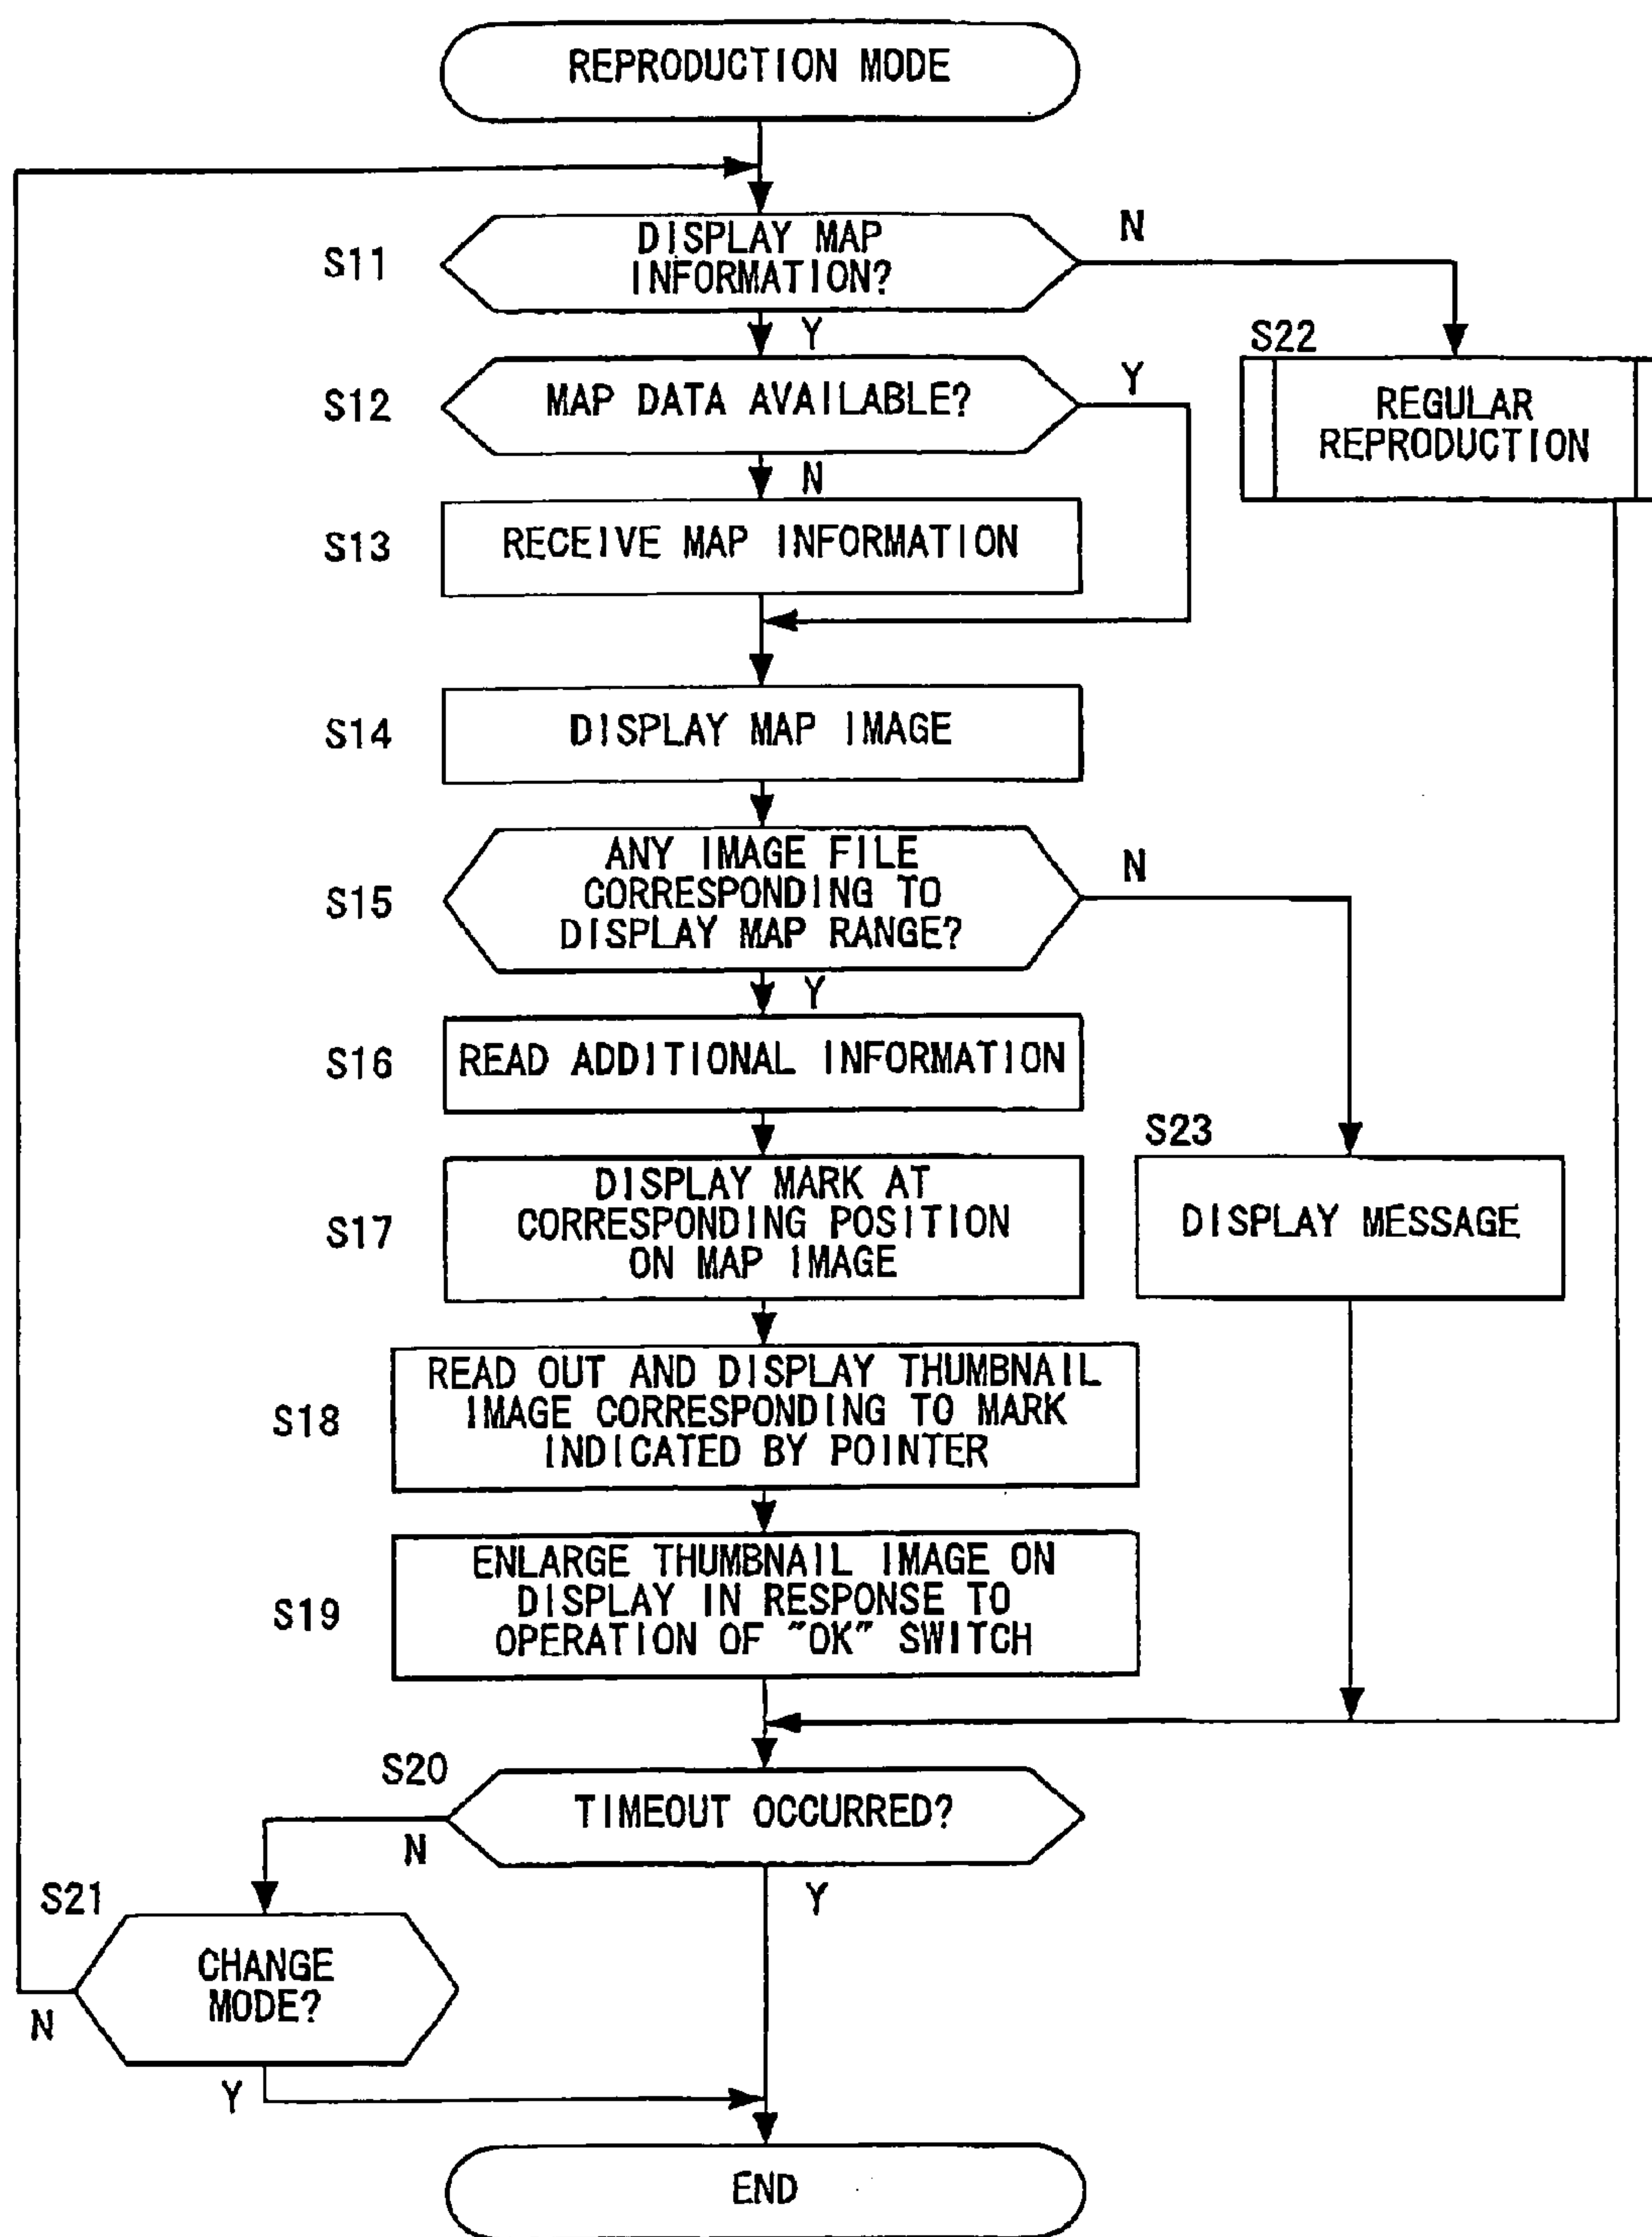 REPRODUCTION MODE
S11
DISPLAY MAP
INFORMATION?
N
Y
S12
MAP DATA AVAILABLE?
Y
N
S22
REGULAR
REPRODUCTION
S13
RECEIVE MAP INFORMATION
S14
DISPLAY MAP IMAGE
S15
ANY IMAGE FILE
CORRESPONDING TO
DISPLAY MAP RANGE?
N
Y
S16
READ ADDITIONAL INFORMATION
S17
DISPLAY MARK AT
CORRESPONDING POSITION
ON MAP IMAGE
S23
DISPLAY MESSAGE
S18
READ OUT AND DISPLAY THUMBNAIL
IMAGE CORRESPONDING TO MARK
INDICATED BY POINTER
S19
ENLARGE THUMBNAIL IMAGE ON
DISPLAY IN RESPONSE TO
OPERATION OF "OK" SWITCH
S20
TIMEOUT OCCURRED?
N
Y
S21
CHANGE
MODE?
N
Y
END